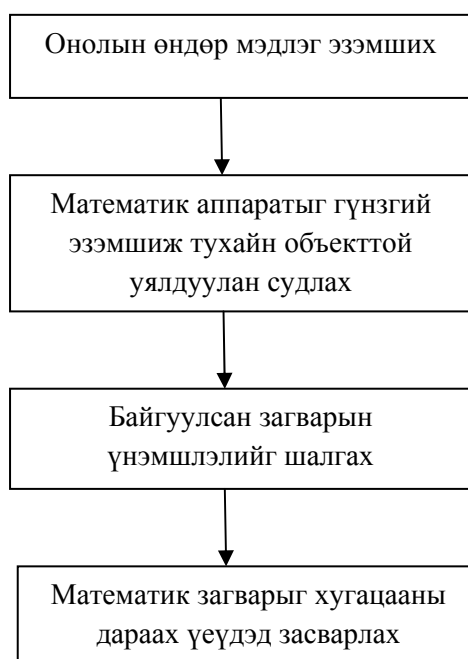 Онолын өндөр мэдлэг эзэмших
Математик аппаратыг гүнзгий
эзэмшиж тухайн объекттой
уялдуулан судлах
Байгуулсан загварын
үнэмшлэлийг шалгах
Математик загварыг хугацааны
дараах үеүдэд засварлах